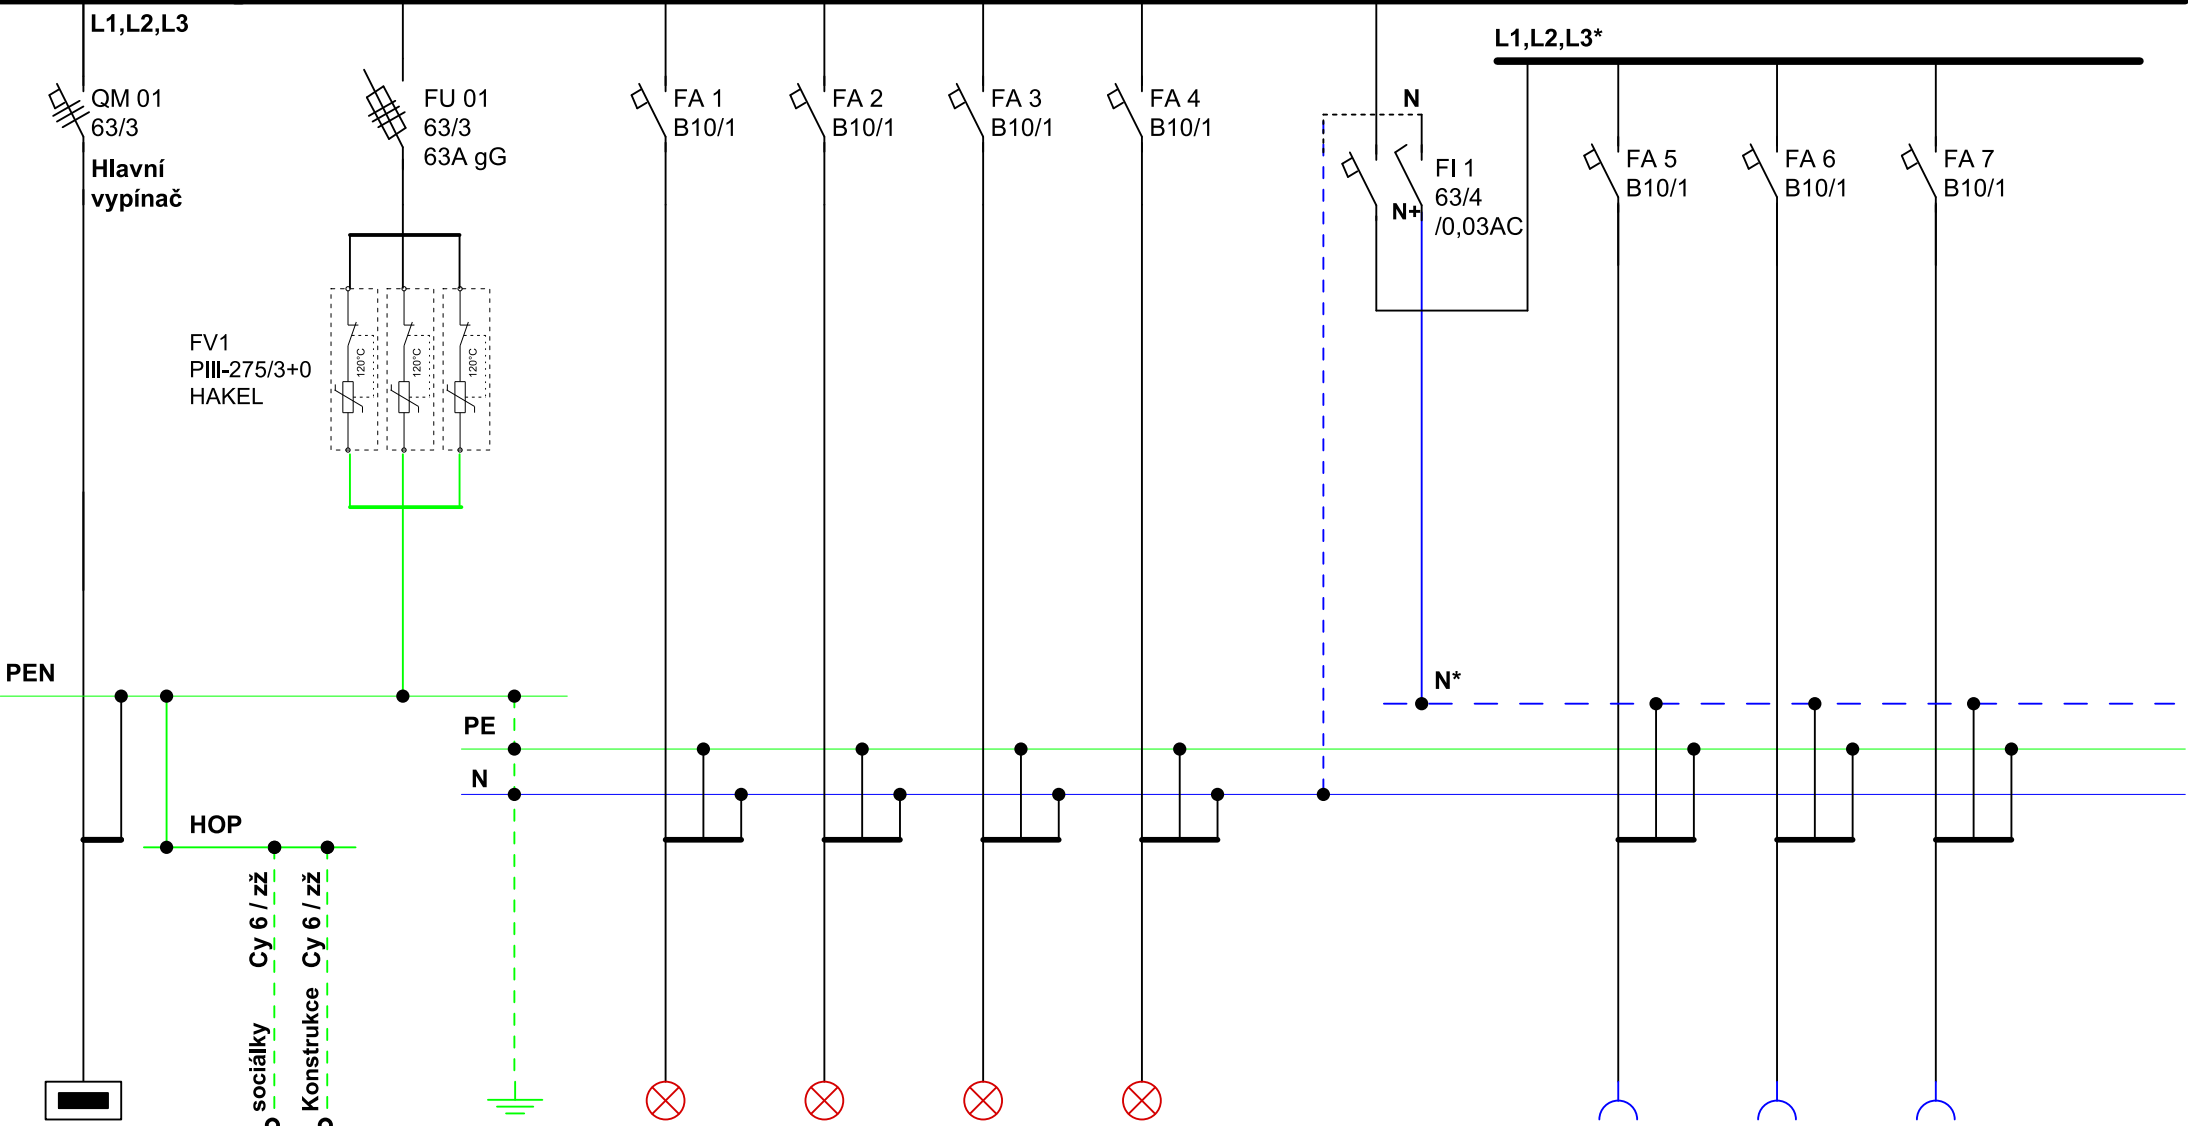 L1,L2,L3
QM 01
63/3
Hlavní
vypínač
FU 01
63/3
63A gG
FA 1
B10/1
FA 2
B10/1
FA 3
B10/1
FA 4
B10/1
N
FI 1
63/4
/0,03AC
N+
L1,L2,L3*
FA 5
B10/1
FA 6
B10/1
FA 7
B10/1
FV1
PIII-275/3+0
HAKEL
120°C
120°C
120°C
PEN
N*
PE
N
HOP
sociálky Cy 6 / zž
Konstrukce Cy 6 / zž